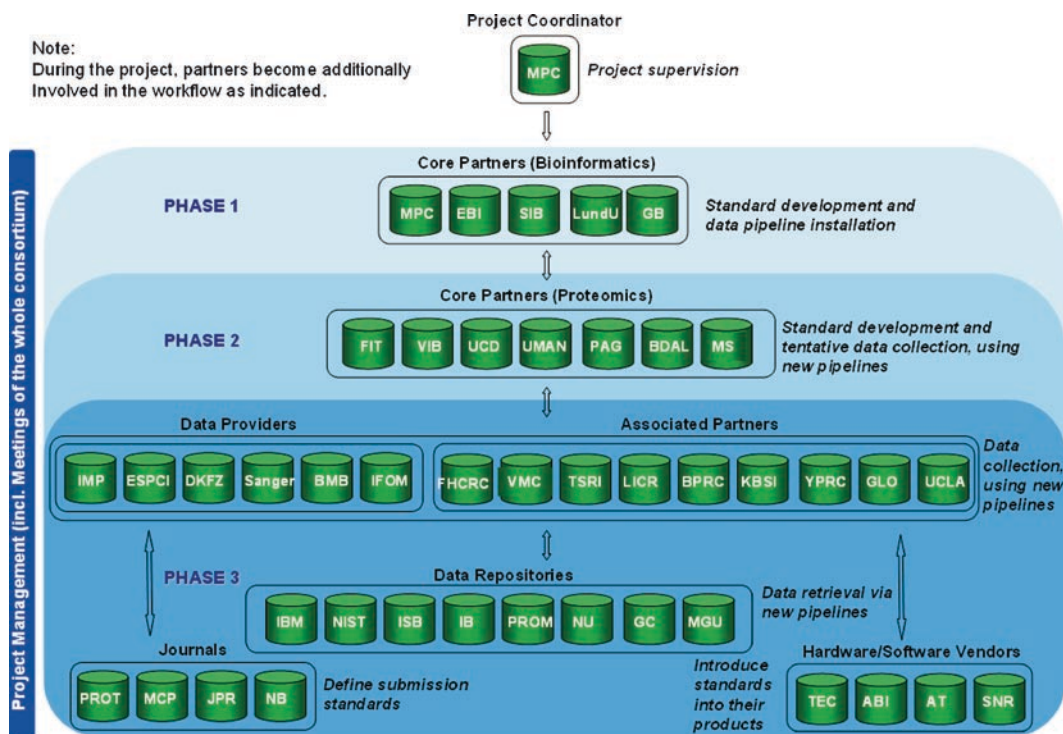 Project Coordinator
Note:
During the project, partners become additionally
Involved in the workflow as indicated.
MPC
Project supervision
Project Management (incl. Meetings of the whole consortium)
Core Partners (Bioinformatics)
PHASE 1
MPC EBI SIB LundU GB
Standard development and
data pipeline installation
Core Partners (Proteomics)
PHASE 2
FIT VIB UCD UMAN PAG BDAL MS
Standard development and
tentative data collection, using
new pipelines
Data Providers
IMP ESPCI DKFZ Sanger BMB IFOM
Associated Partners
FHCRC VMC TSRI LICR BPRC KBSI YPRC GLO UCLA
Data
collection,
using new
pipelines
PHASE 3
Data Repositories
IBM NIST ISB IB PROM NU GC MGU
Data retrieval via
new pipelines
Journals
PROT MCP JPR NB
Define submission
standards
Introduce
standards
into their
products
Hardware/Software Vendors
TEC ABI AT SNR